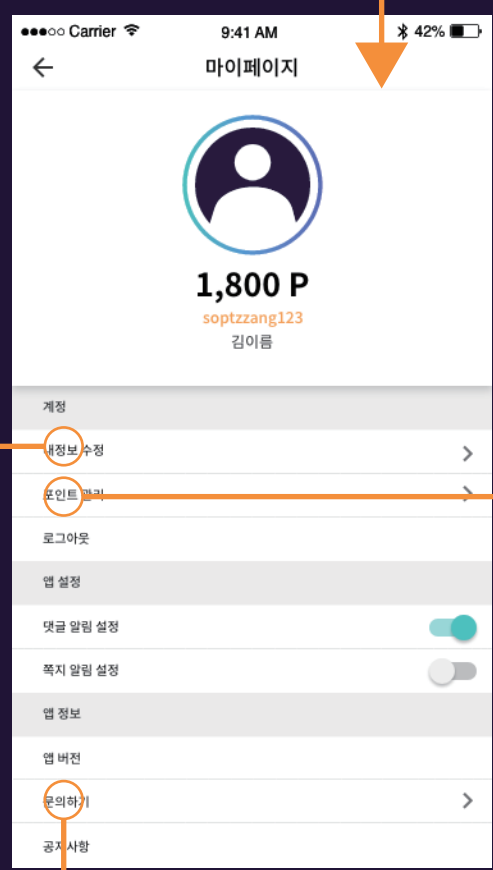 Carrier 9:41 AM 42%
마이페이지
1,800 P
soptzzang123
김이름
계정
내정보 수정
포인트 관리
로그아웃
앱 설정
댓글 알림 설정
쪽지 알림 설정
앱 정보
앱 버전
문의하기
공지사항